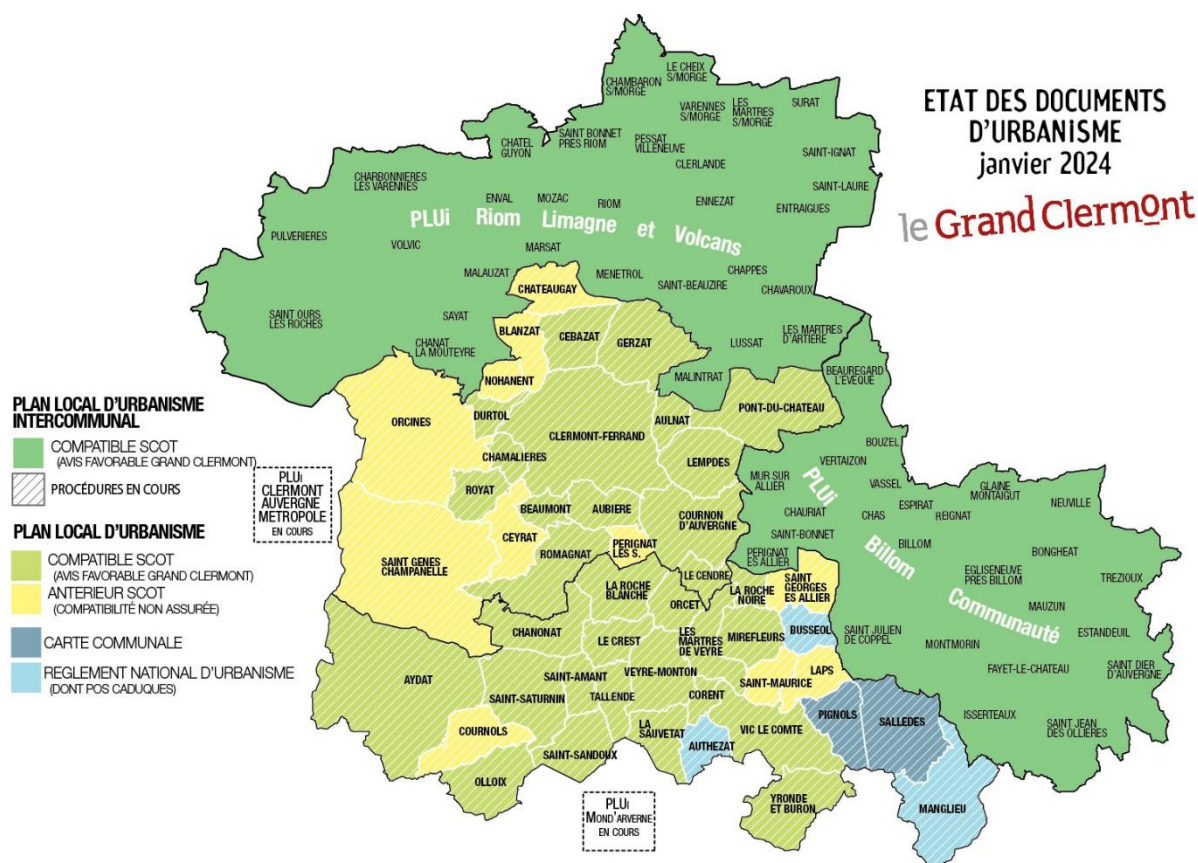 ETAT DES DOCUMENTS
D'URBANISME
janvier 2024
le Grand Clermont
PLAN LOCAL D'URBANISME
INTERCOMMUNAL
COMPATIBLE SCOT
(AVIS FAVORABLE GRAND CLERMONT)
PROCÉDURES EN COURS
PLAN LOCAL D'URBANISME
COMPATIBLE SCOT
(AVIS FAVORABLE GRAND CLERMONT)
ANTERIEUR SCOT
(COMPATIBILITÉ NON ASSURÉE)
CARTE COMMUNALE
REGLEMENT NATIONAL D'URBANISME
(DONT POS CADUQUES)
PLUi
CLERMONT
AUVERGNE
METROPOLE
EN COURS
PLUi
MOND'ARVERNE
EN COURS
PLUi Riom Limagne et Volcans
CHAMBARON
S/MORGE
LE CHEIX
S/MORGE
VARENNES
S/MORGE
LES
MARTRES
S/MORGE
SURAT
CHATEL
GUYON
SAINT BONNET
PRES RIOM
PESSAT
VILLENEUVE
CLERLANDE
SAINT-IGNAT
CHARBONNIERES
LES VARENNES
SAINT-LAURE
ENVAL
MOZAC
RIOM
ENNEZAT
ENTRAIGUES
PULVERIERES
VOLVIC
MARSAT
MALAUZAT
MENETROL
CHAPPES
SAINT-BEAUZIRE
CHAVAROUX
SAINT OURS
LES ROCHES
SAYAT
CHANAT
LA MOUTEYRE
LUSSAT
LES MARTRES
D'ARTIERE
MALINTRAT
CHATEAUGAY
BLANZAT
CEBAZAT
GERZAT
NOHANENT
ORCINES
DURTOL
CLERMONT-FERRAND
AULNAT
PONT-DU-CHATEAU
CHAMALIERES
LEMPDES
ROYAT
BEAUMONT
AUBIERE
COURNON
D'AUVERGNE
CEYRAT
ROMAGNAT
PERIGNAT
LES S.
SAINT GENES
CHAMPANELLE
LE CENDRE
PLUi Billom Communauté
BEAUREGARD
L'EVEQUE
BOUZEL
VERTAIZON
MUR SUR
ALLIER
VASSEL
GLAINE
MONTAIGUT
NEUVILLE
CHAURIAT
CHAS
ESPIRAT
REIGNAT
SAINT-BONNET
BILLOM
BONGHEAT
PERIGNAT
ES ALLIER
EGLISENEUVE
PRÈS BILLOM
TREZIOUX
MAUZUN
ESTANDEUIL
SAINT JULIEN
DE COPPEL
MONTMORIN
FAYET-LE-CHATEAU
SAINT DIER
D'AUVERGNE
ISSERTEAUX
SAINT JEAN
DES OLLIERES
LA ROCHE
BLANCHE
ORCET
LA ROCHE
NOIRE
SAINT
GEORGES
ES ALLIER
CHANONAT
LE CREST
LES
MARTRES
DE VEYRE
MIREFLEURS
BUSSEOL
AYDAT
SAINT-AMANT
TALLENDE
VEYRE-MONTON
SAINT-MAURICE
LAPS
SAINT-SATURNIN
CORENT
COURNOLS
LA
SAUVETAT
VIC LE COMTE
PIGNOLS
SALLEDES
SAINT-SANDOUX
AUTHEZAT
OLLOIX
YRONDE
ET BURON
MANGLIEU